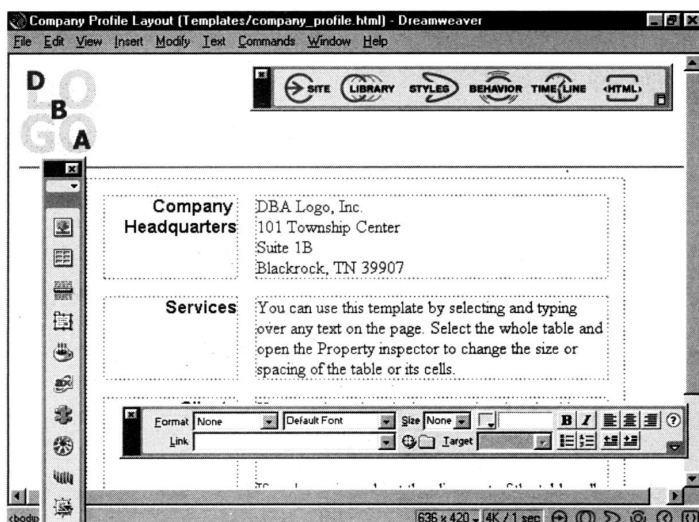 Company Profile Layout (Templates/company_profile.html) - Dreamweaver
File Edit View Insert Modify Text Commands Window Help
D
LO
B
GO
A
SITE LIBRARY STYLES BEHAVIOR TIMELINE <HTML>
Company Headquarters
DBA Logo, Inc.
101 Township Center
Suite 1B
Blackrock, TN 39907
Services
You can use this template by selecting and typing
over any text on the page. Select the whole table and
open the Property inspector to change the size or
spacing of the table or its cells.
Format None Default Font Size None B I
Link Target
<body> 636 x 420 4K / 1 sec